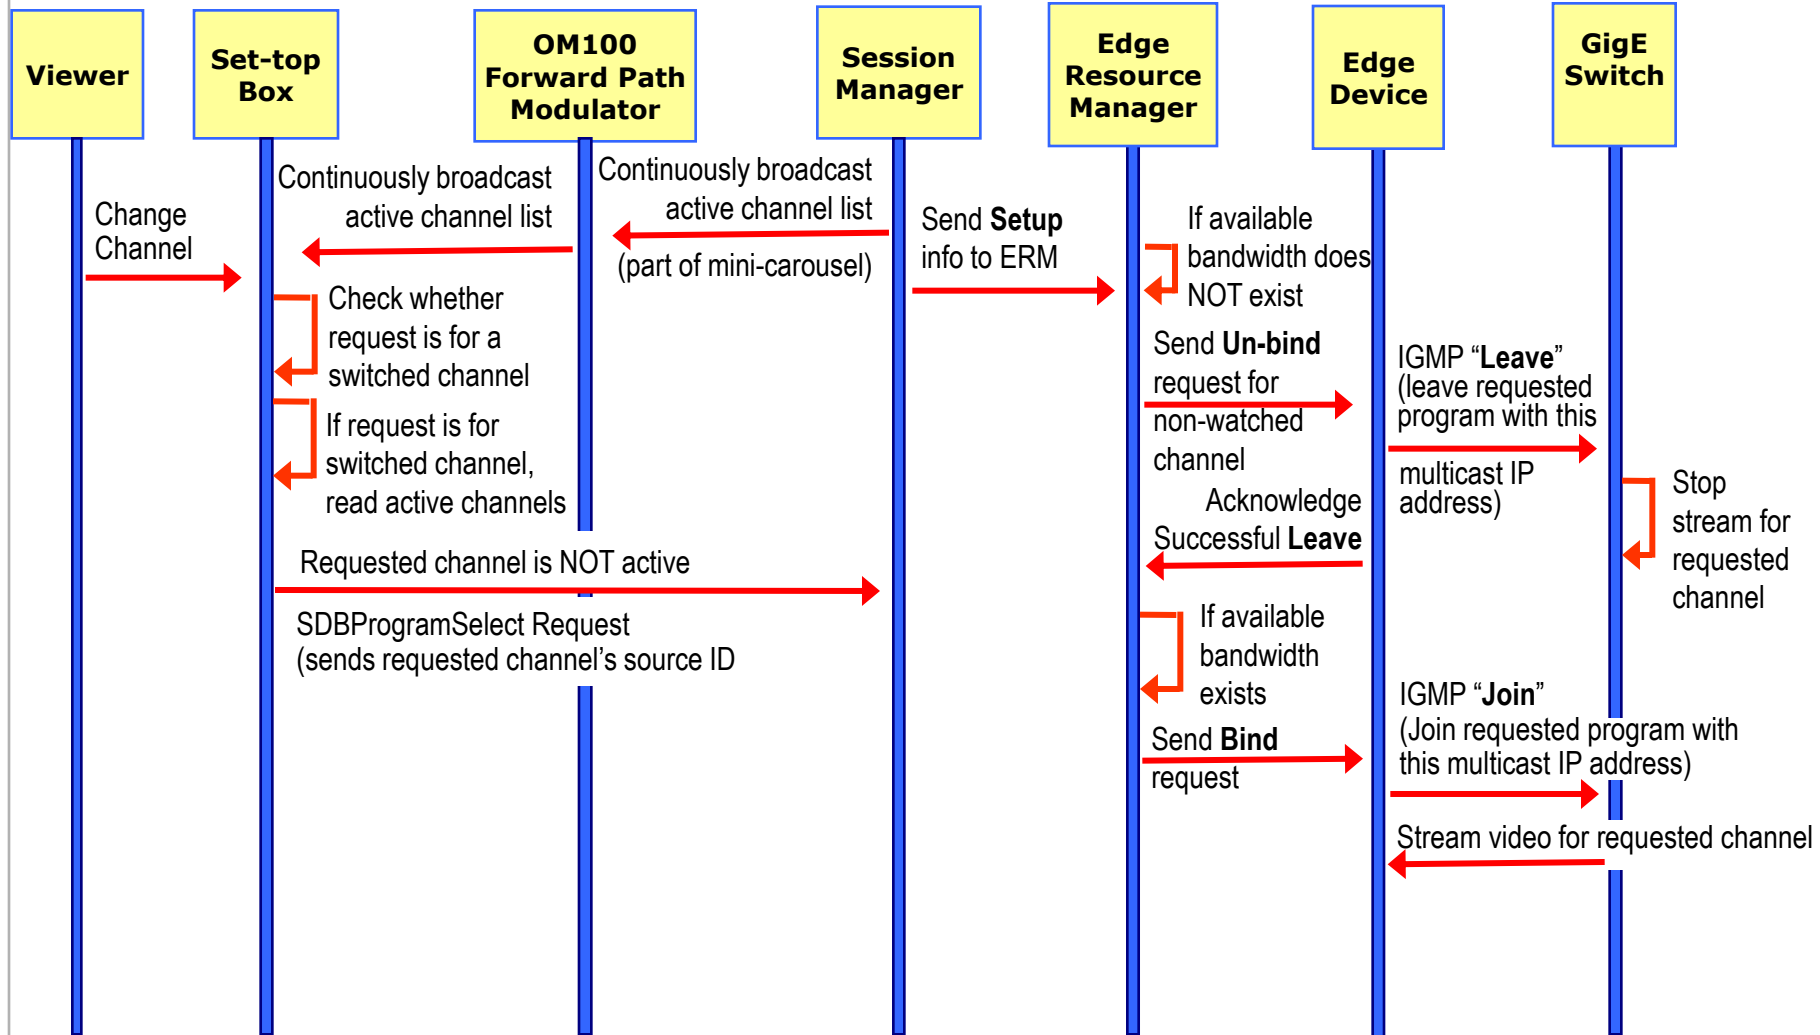 Viewer
Set-top
Box
OM100
Forward Path
Modulator
Session
Manager
Edge
Resource
Manager
Edge
Device
GigE
Switch
Change
Channel
Continuously broadcast
active channel list
Continuously broadcast
active channel list
(part of mini-carousel)
Send Setup
info to ERM
If available
bandwidth does
NOT exist
Check whether
request is for a
switched channel
If request is for
switched channel,
read active channels
Send Un-bind
request for
non-watched
channel
IGMP “Leave”
(leave requested
program with this
multicast IP
address)
Stop
stream for
requested
channel
Acknowledge
Successful Leave
Requested channel is NOT active
SDBProgramSelect Request
(sends requested channel’s source ID
If available
bandwidth
exists
Send Bind
request
IGMP “Join”
(Join requested program with
this multicast IP address)
Stream video for requested channel